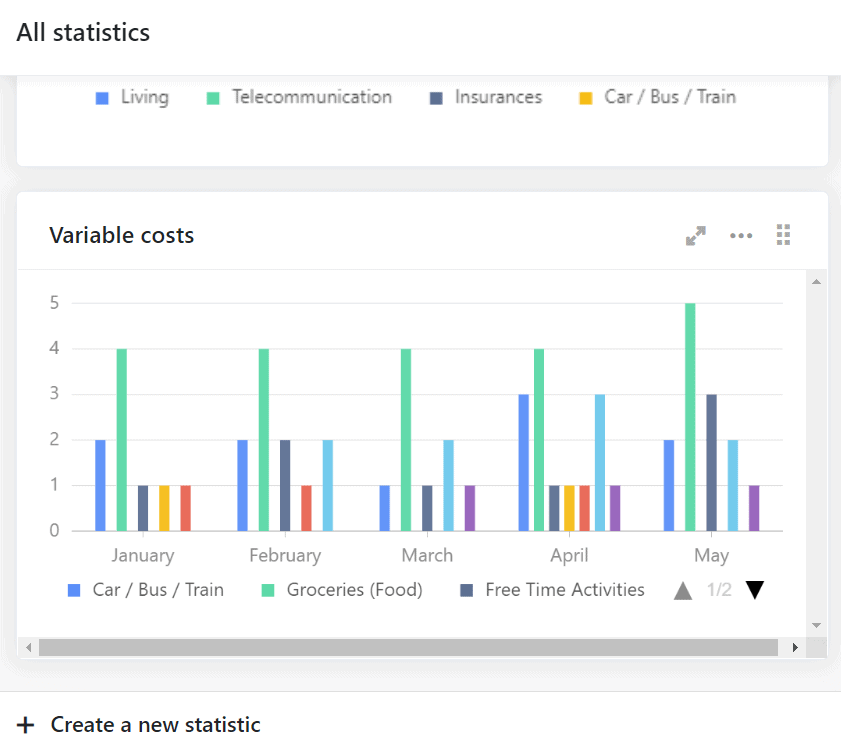 All statistics
Living Telecommunication Insurances Car / Bus / Train
Variable costs
5
4
3
2
1
0
January February March April May
Car / Bus / Train Groceries (Food) Free Time Activities 1/2
Create a new statistic